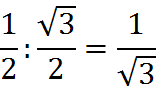 1/2 : √3/2 = 1/√3